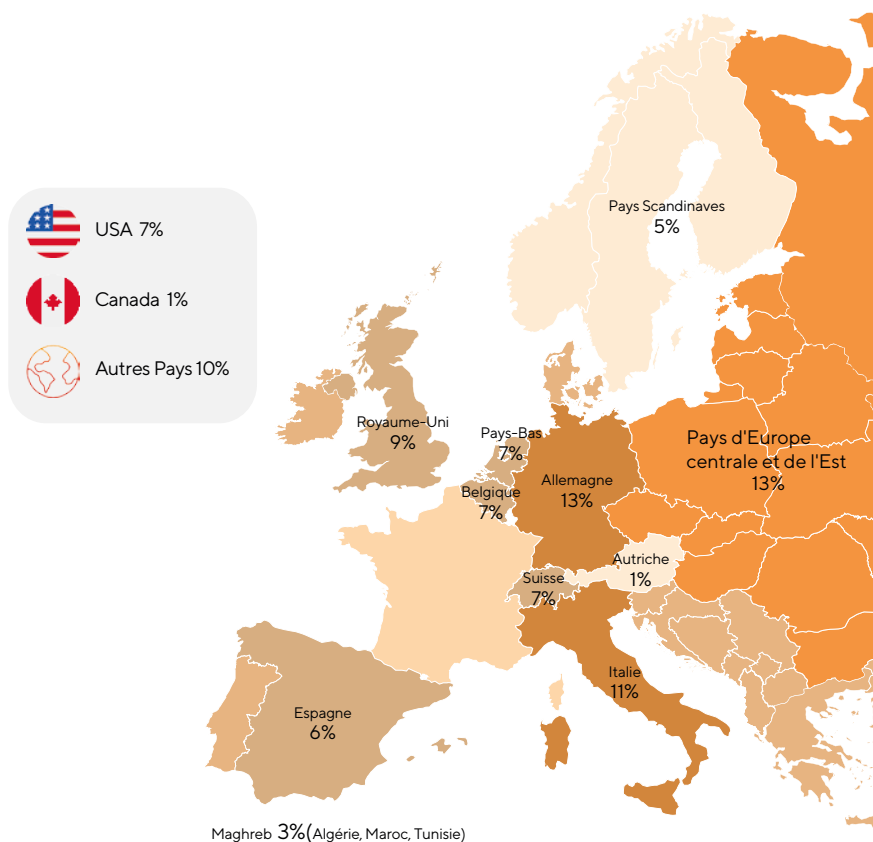 USA 7%
Canada 1%
Autres Pays 10%
Pays Scandinaves
5%
Royaume-Uni
9%
Pays-Bas
7%
Belgique
7%
Allemagne
13%
Pays d'Europe
centrale et de l'Est
13%
Autriche
1%
Suisse
7%
Italie
11%
Espagne
6%
Maghreb 3%(Algérie, Maroc, Tunisie)